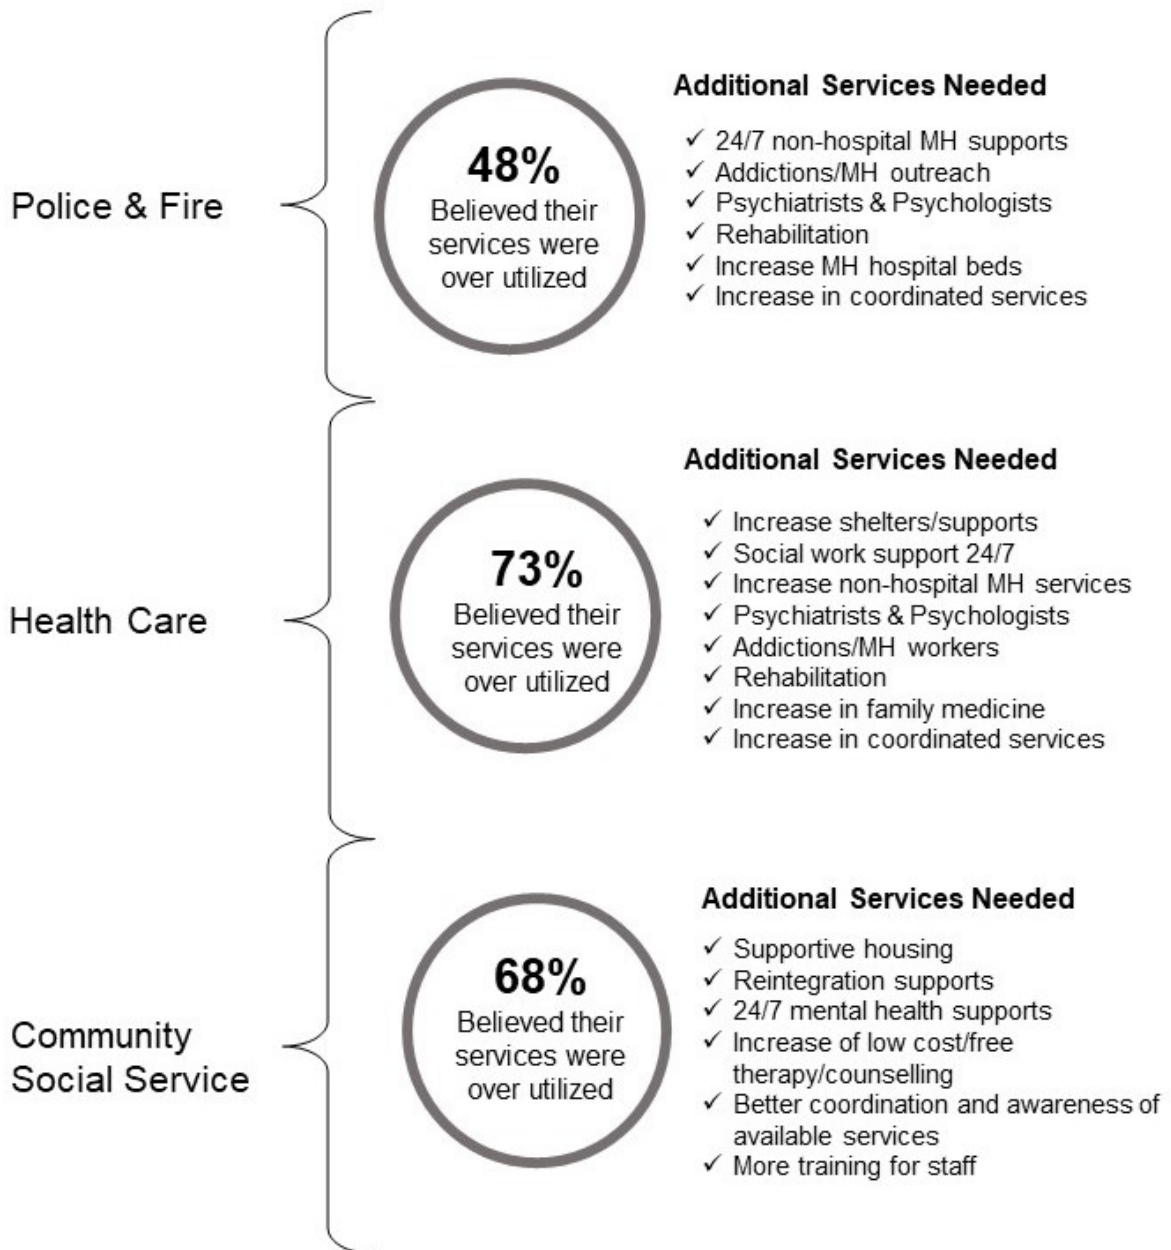 Police & Fire
48%
Believed their
services were
over utilized
Additional Services Needed
✓ 24/7 non-hospital MH supports
✓ Addictions/MH outreach
✓ Psychiatrists & Psychologists
✓ Rehabilitation
✓ Increase MH hospital beds
✓ Increase in coordinated services
Health Care
73%
Believed their
services were
over utilized
Additional Services Needed
✓ Increase shelters/supports
✓ Social work support 24/7
✓ Increase non-hospital MH services
✓ Psychiatrists & Psychologists
✓ Addictions/MH workers
✓ Rehabilitation
✓ Increase in family medicine
✓ Increase in coordinated services
Community
Social Service
68%
Believed their
services were
over utilized
Additional Services Needed
✓ Supportive housing
✓ Reintegration supports
✓ 24/7 mental health supports
✓ Increase of low cost/free
therapy/counselling
✓ Better coordination and awareness of
available services
✓ More training for staff